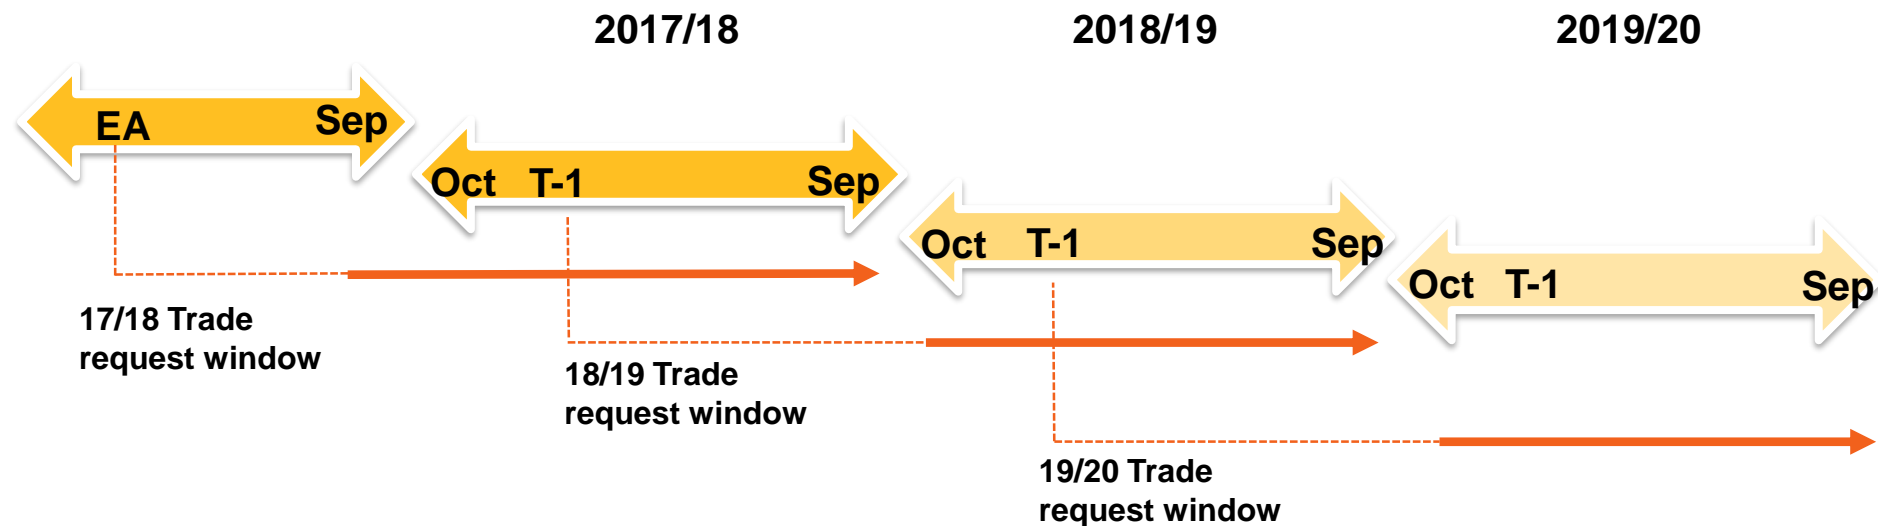 2017/18
2018/19
2019/20
EA
Sep
Oct
T-1
Sep
Oct
T-1
Sep
Oct
T-1
Sep
17/18 Trade
request window
18/19 Trade
request window
19/20 Trade
request window